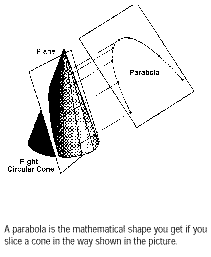 Plane
Parabola
Right
Circular Cone
A parabola is the mathematical shape you get if you
slice a cone in the way shown in the picture.